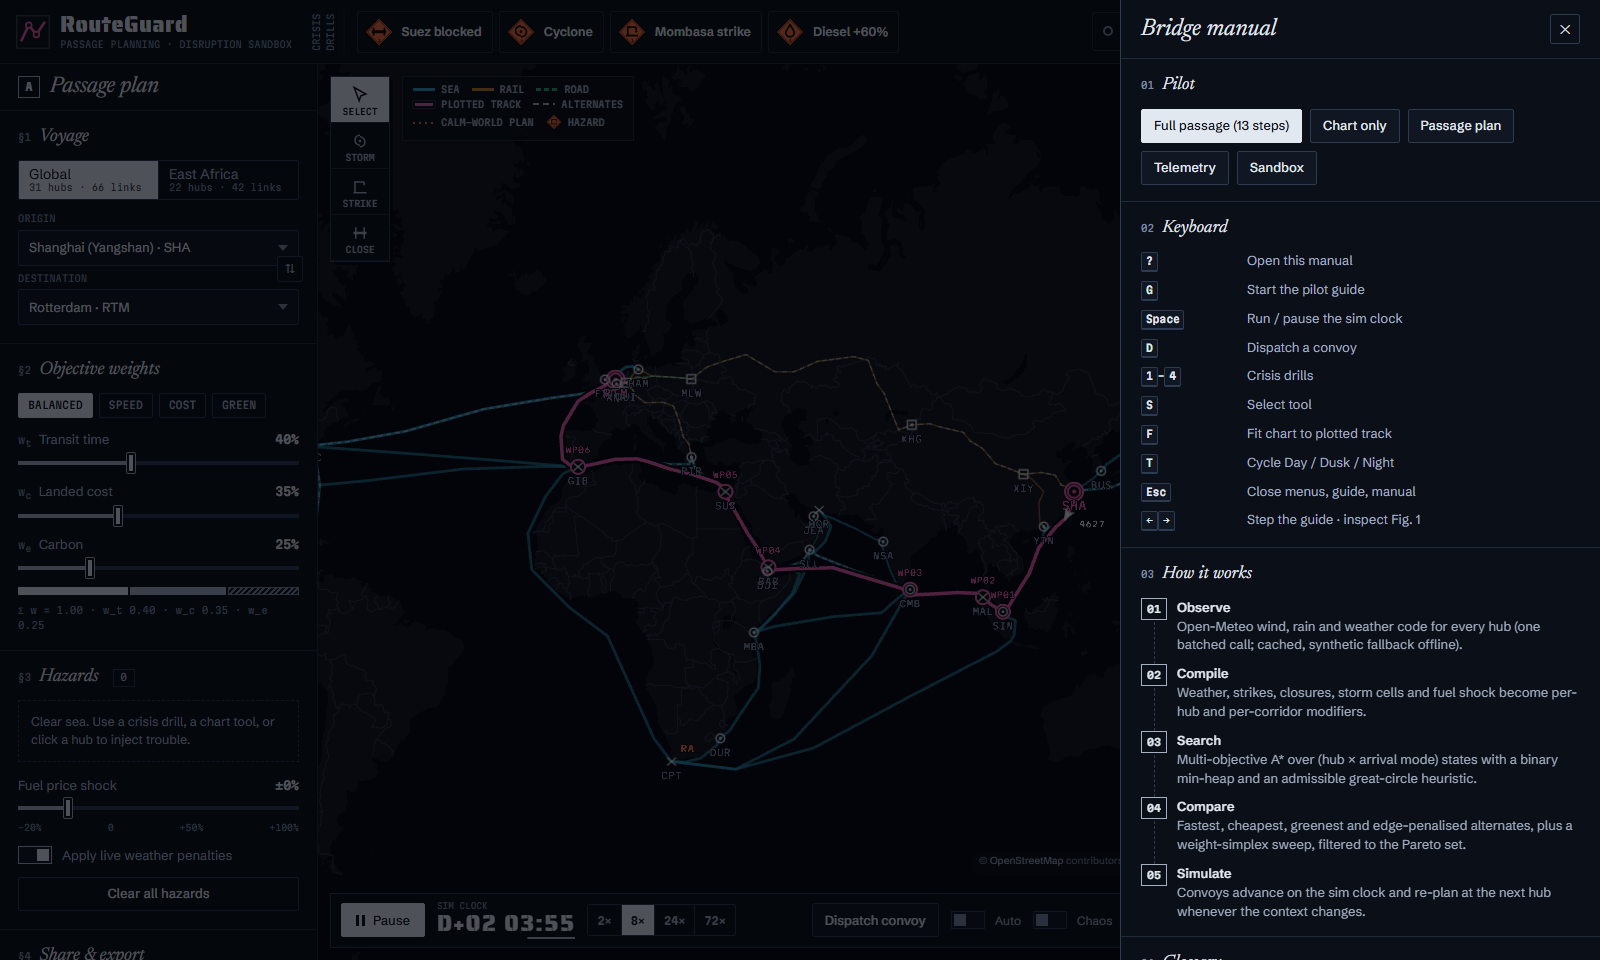 RouteGuard
PASSAGE PLANNING · DISRUPTION SANDBOX
CRISIS DRILLS
Suez blocked
Cyclone
Mombasa strike
Diesel +60%
A Passage plan
§1 Voyage
Global
31 hubs · 66 links
East Africa
22 hubs · 42 links
ORIGIN
Shanghai (Yangshan) · SHA
DESTINATION
Rotterdam · RTM
§2 Objective weights
BALANCED SPEED COST GREEN
w_t Transit time 40%
w_c Landed cost 35%
w_e Carbon 25%
Σ w = 1.00 · w_t 0.40 · w_c 0.35 · w_e
0.25
§3 Hazards 0
Clear sea. Use a crisis drill, a chart tool, or
click a hub to inject trouble.
Fuel price shock ±0%
−20% 0 +50% +100%
Apply live weather penalties
Clear all hazards
§4 Share & export
SELECT
STORM
STRIKE
CLOSE
SEA RAIL ROAD
PLOTTED TRACK ALTERNATES
CALM-WORLD PLAN HAZARD
HAM
MLW
KHG
WP06
GIB
PIR
WP05
SUE
XIY
BUS
SHA
4627
YTN
JEA
NSA
SLL
WP04
WP03
CMB
WP02
MAL
WP01
SIN
MBA
RA
DUR
CPT
© OpenStreetMap contributors
Pause
SIM CLOCK
D+02 03:55
2× 8× 24× 72×
Dispatch convoy
Auto
Chaos
Bridge manual
01 Pilot
Full passage (13 steps) Chart only Passage plan
Telemetry Sandbox
02 Keyboard
? Open this manual
G Start the pilot guide
Space Run / pause the sim clock
D Dispatch a convoy
1 – 4 Crisis drills
S Select tool
F Fit chart to plotted track
T Cycle Day / Dusk / Night
Esc Close menus, guide, manual
← → Step the guide · inspect Fig. 1
03 How it works
01 Observe
Open-Meteo wind, rain and weather code for every hub (one
batched call; cached, synthetic fallback offline).
02 Compile
Weather, strikes, closures, storm cells and fuel shock become per-
hub and per-corridor modifiers.
03 Search
Multi-objective A* over (hub × arrival mode) states with a binary
min-heap and an admissible great-circle heuristic.
04 Compare
Fastest, cheapest, greenest and edge-penalised alternates, plus a
weight-simplex sweep, filtered to the Pareto set.
05 Simulate
Convoys advance on the sim clock and re-plan at the next hub
whenever the context changes.